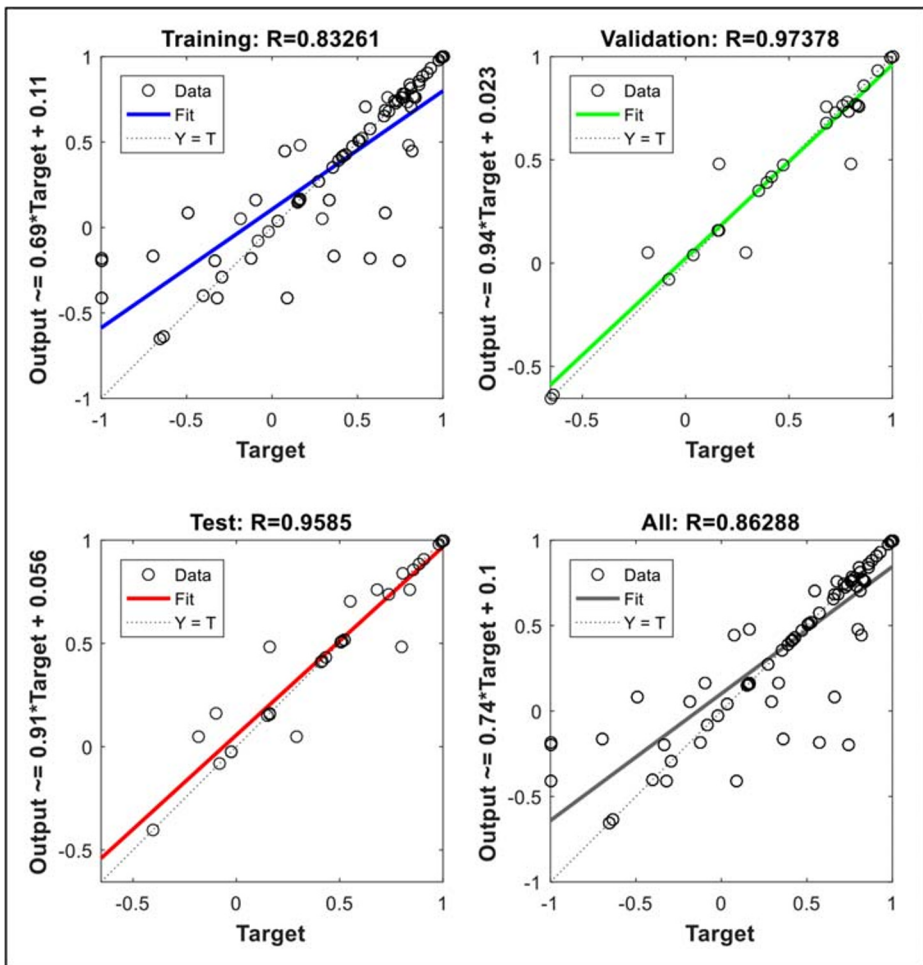 Training: R=0.83261
Output ~= 0.69*Target + 0.11
1
0.5
0
-0.5
-1
Data
Fit
Y = T
-1
-0.5
0
0.5
1
Target
Validation: R=0.97378
Output ~= 0.94*Target + 0.023
1
0.5
0
-0.5
Data
Fit
Y = T
-0.5
0
0.5
1
Target
Test: R=0.9585
Output ~= 0.91*Target + 0.056
1
0.5
0
-0.5
Data
Fit
Y = T
-0.5
0
0.5
1
Target
All: R=0.86288
Output ~= 0.74*Target + 0.1
1
0.5
0
-0.5
-1
Data
Fit
Y = T
-1
-0.5
0
0.5
1
Target